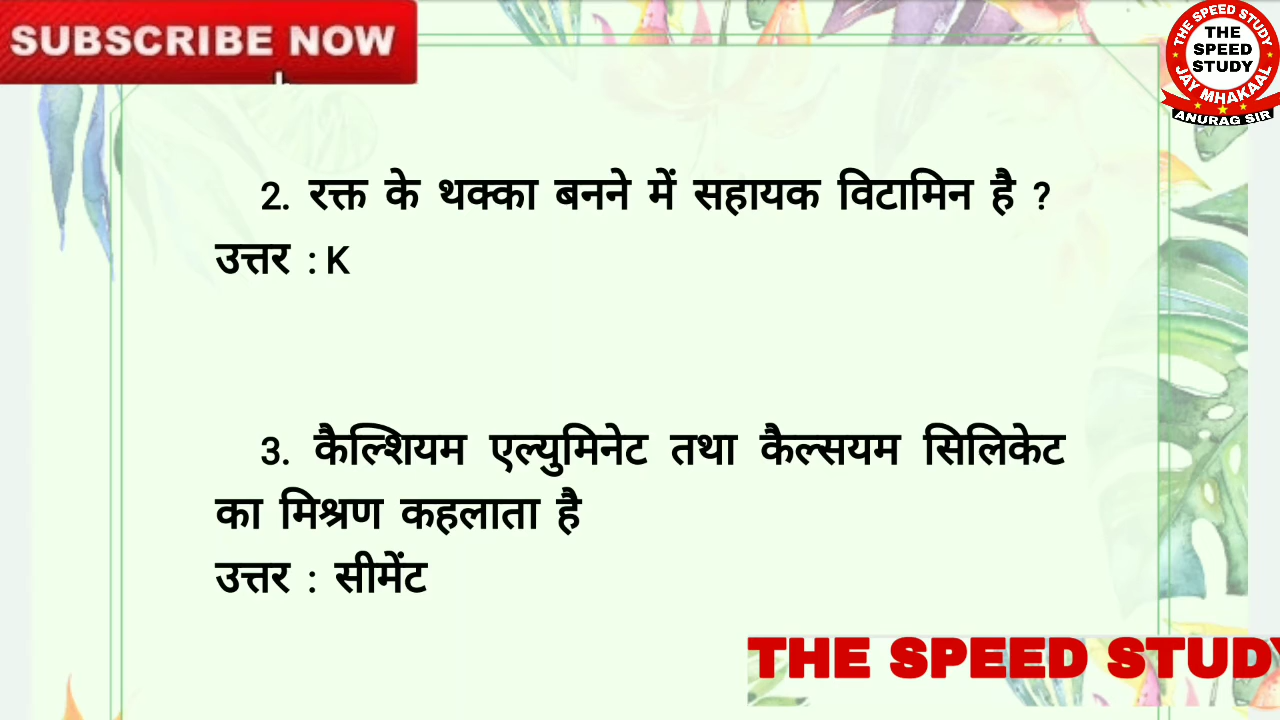 SUBSCRIBE NOW
THE SPEED STUDY
THE
SPEED
STUDY
JAY MHAKAAL
ANURAG SIR
2. रक्त के थक्का बनने में सहायक विटामिन है ?
उत्तर : K
3. कैल्शियम एल्युमिनेट तथा कैल्सयम सिलिकेट
का मिश्रण कहलाता है
उत्तर : सीमेंट
THE SPEED STUDY